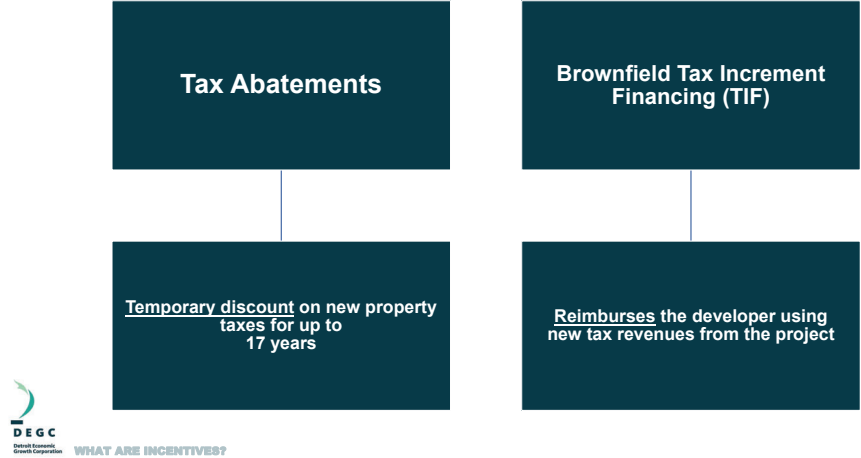 Tax Abatements
Brownfield Tax Increment
Financing (TIF)
Temporary discount on new property
taxes for up to
17 years
Reimburses the developer using
new tax revenues from the project
DEGC
Detroit Economic
Growth Corporation
WHAT ARE INCENTIVES?